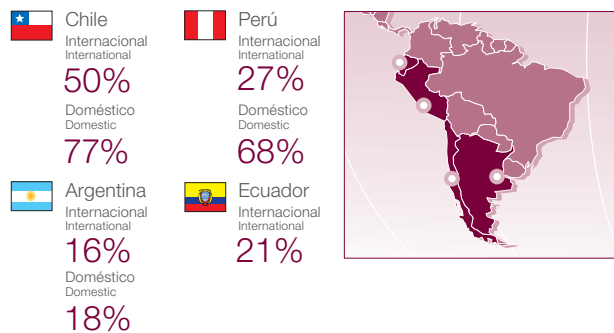 Chile
Internacional
International
50%
Doméstico
Domestic
77%
Perú
Internacional
International
27%
Doméstico
Domestic
68%
Argentina
Internacional
International
16%
Doméstico
Domestic
18%
Ecuador
Internacional
International
21%